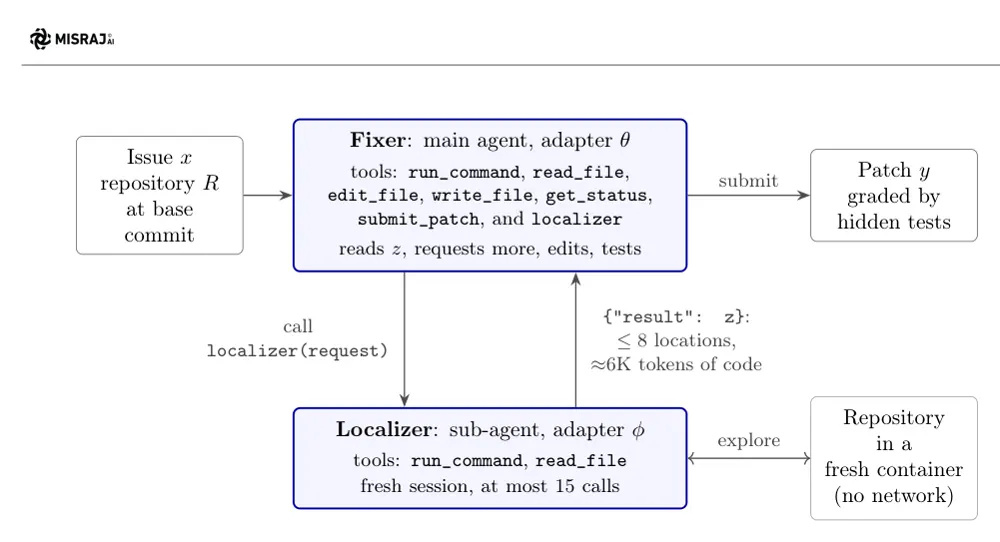 MISRAJ AI
Issue x
repository R
at base
commit
Fixer: main agent, adapter θ
tools: run_command, read_file,
edit_file, write_file, get_status,
submit_patch, and localizer
reads z, requests more, edits, tests
submit
Patch y
graded by
hidden tests
call
localizer(request)
{"result": z}:
≤ 8 locations,
≈6K tokens of code
Localizer: sub-agent, adapter ϕ
tools: run_command, read_file
fresh session, at most 15 calls
explore
Repository
in a
fresh container
(no network)